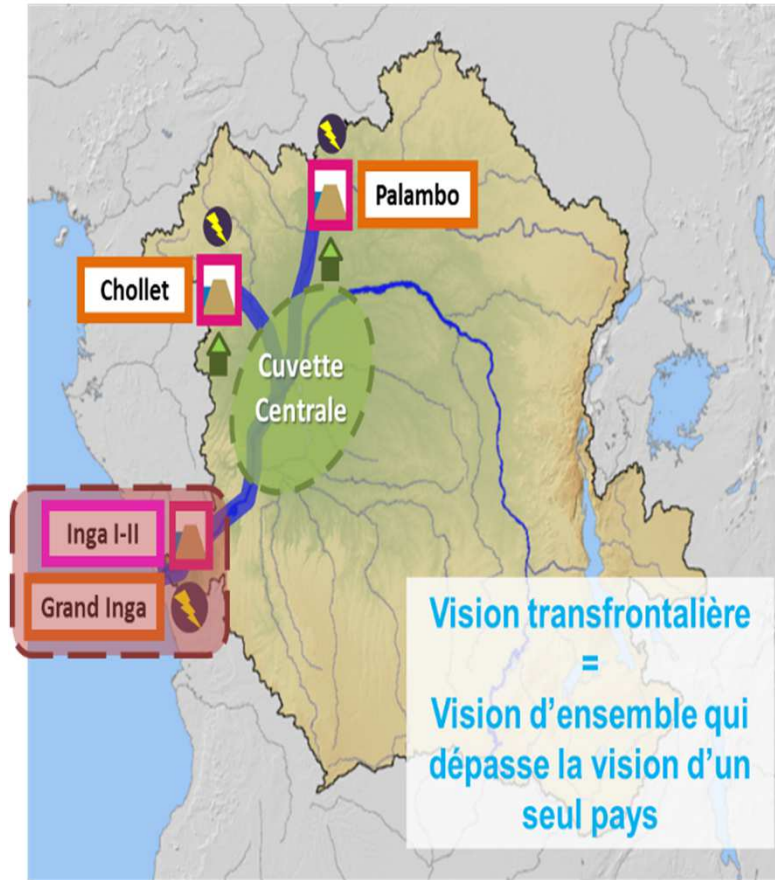 Palambo
Chollet
Cuvette
Centrale
Inga I-II
Grand Inga
Vision transfrontalière
=
Vision d’ensemble qui
dépasse la vision d’un
seul pays